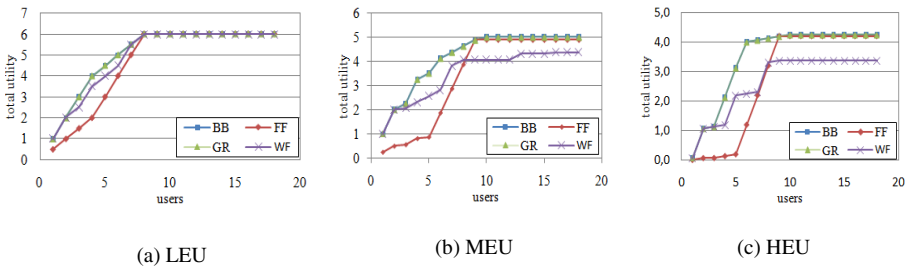 total utility
7
6
5
4
3
2
1
0
0 5 10 15 20
users
BB FF
GR WF
(a) LEU
total utility
6
5
4
3
2
1
0
0 5 10 15 20
users
BB FF
GR WF
(b) MEU
total utility
5,0
4,0
3,0
2,0
1,0
0,0
0 5 10 15 20
users
BB FF
GR WF
(c) HEU